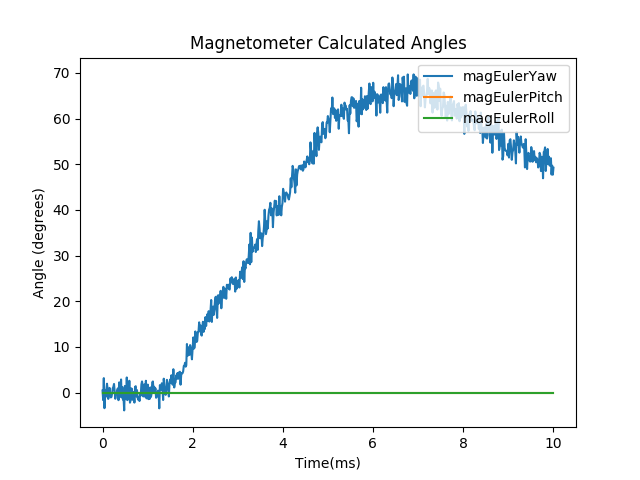 Magnetometer Calculated Angles
magEulerYaw
magEulerPitch
magEulerRoll
Angle (degrees)
70
60
50
40
30
20
10
0
0 2 4 6 8 10
Time(ms)